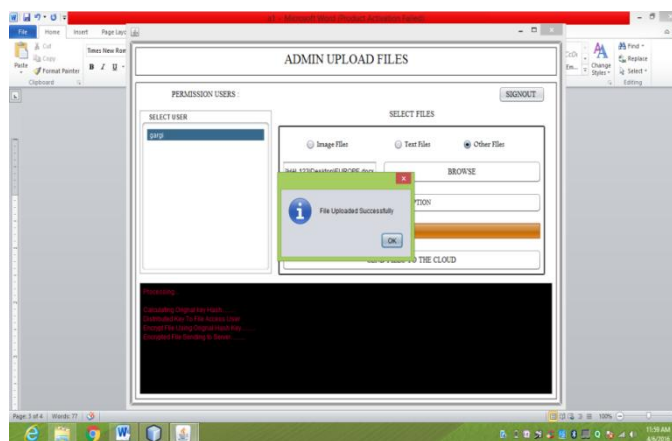 a1 - Microsoft Word (Product Activation Failed)
File Home Insert Page Layo
Cut
Copy
Paste
Format Painter
Clipboard
Times New Rom
B I U
Change Styles
Find
Replace
Select
Editing
ADMIN UPLOAD FILES
PERMISSION USERS :
SIGNOUT
SELECT USER
SELECT FILES
gargi
Image Files
Text Files
Other Files
BROWSE
PTION
File Uploaded Successfully
OK
TO THE CLOUD
Processing...
Calculating Original key Hash........
Distributed Key To File Access User
Encrypt File Using Original Hash Key........
Encrypted File Sending to Server........
Page: 3 of 4 Words: 77
100%
11:58 AM